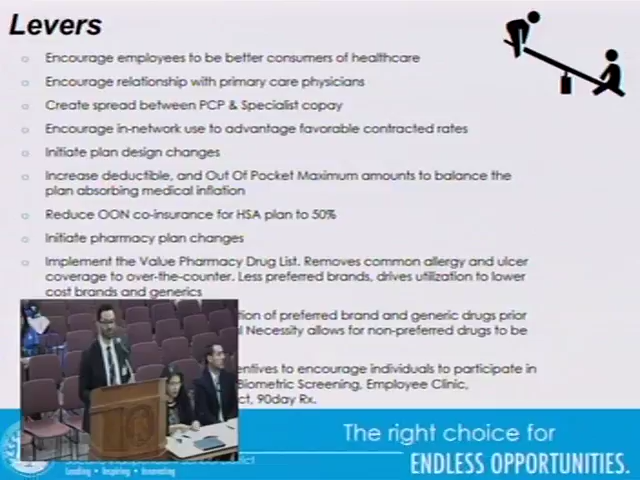 Levers
Encourage employees to be better consumers of healthcare
Encourage relationship with primary care physicians
Create spread between PCP & Specialist copay
Encourage in-network use to advantage favorable contracted rates
Initiate plan design changes
Increase deductible, and Out Of Pocket Maximum amounts to balance the
plan absorbing medical inflation
Reduce OON co-insurance for HSA plan to 50%
Initiate pharmacy plan changes
Implement the Value Pharmacy Drug List. Removes common allergy and ulcer
coverage to over-the-counter. Less preferred brands, drives utilization to lower
cost brands and generics
tion of preferred brand and generic drugs prior
Necessity allows for non-preferred drugs to be
entives to encourage individuals to participate in
Biometric Screening, Employee Clinic,
ct, 90day Rx.
The right choice for
ENDLESS OPPORTUNITIES.
Leading • Inspiring • Innovating